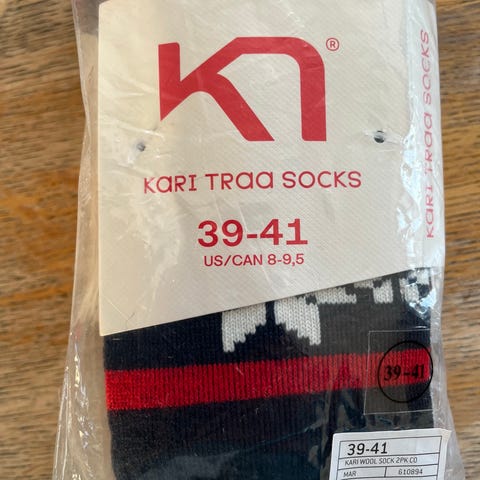 K1 ®
KARI TRAA SOCKS
39-41
US/CAN 8-9,5
KARI TRAA SOCKS
39-41
39-41
KARI WOOL SOCK 2PK CO
MAR 610894